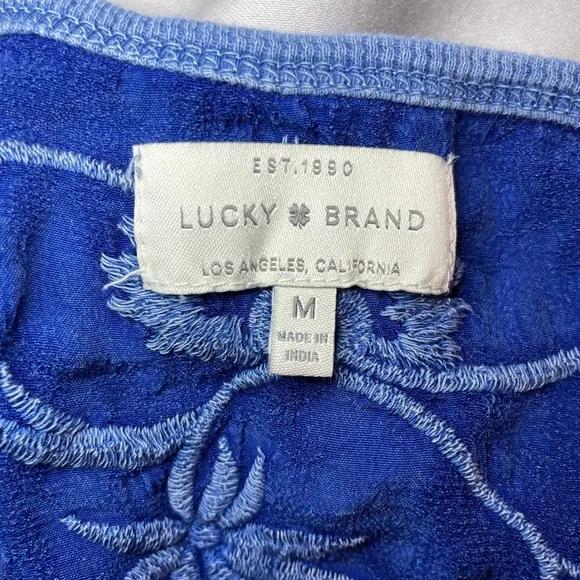 EST. 1990
LUCKY BRAND
LOS ANGELES, CALIFORNIA
M
MADE IN
INDIA